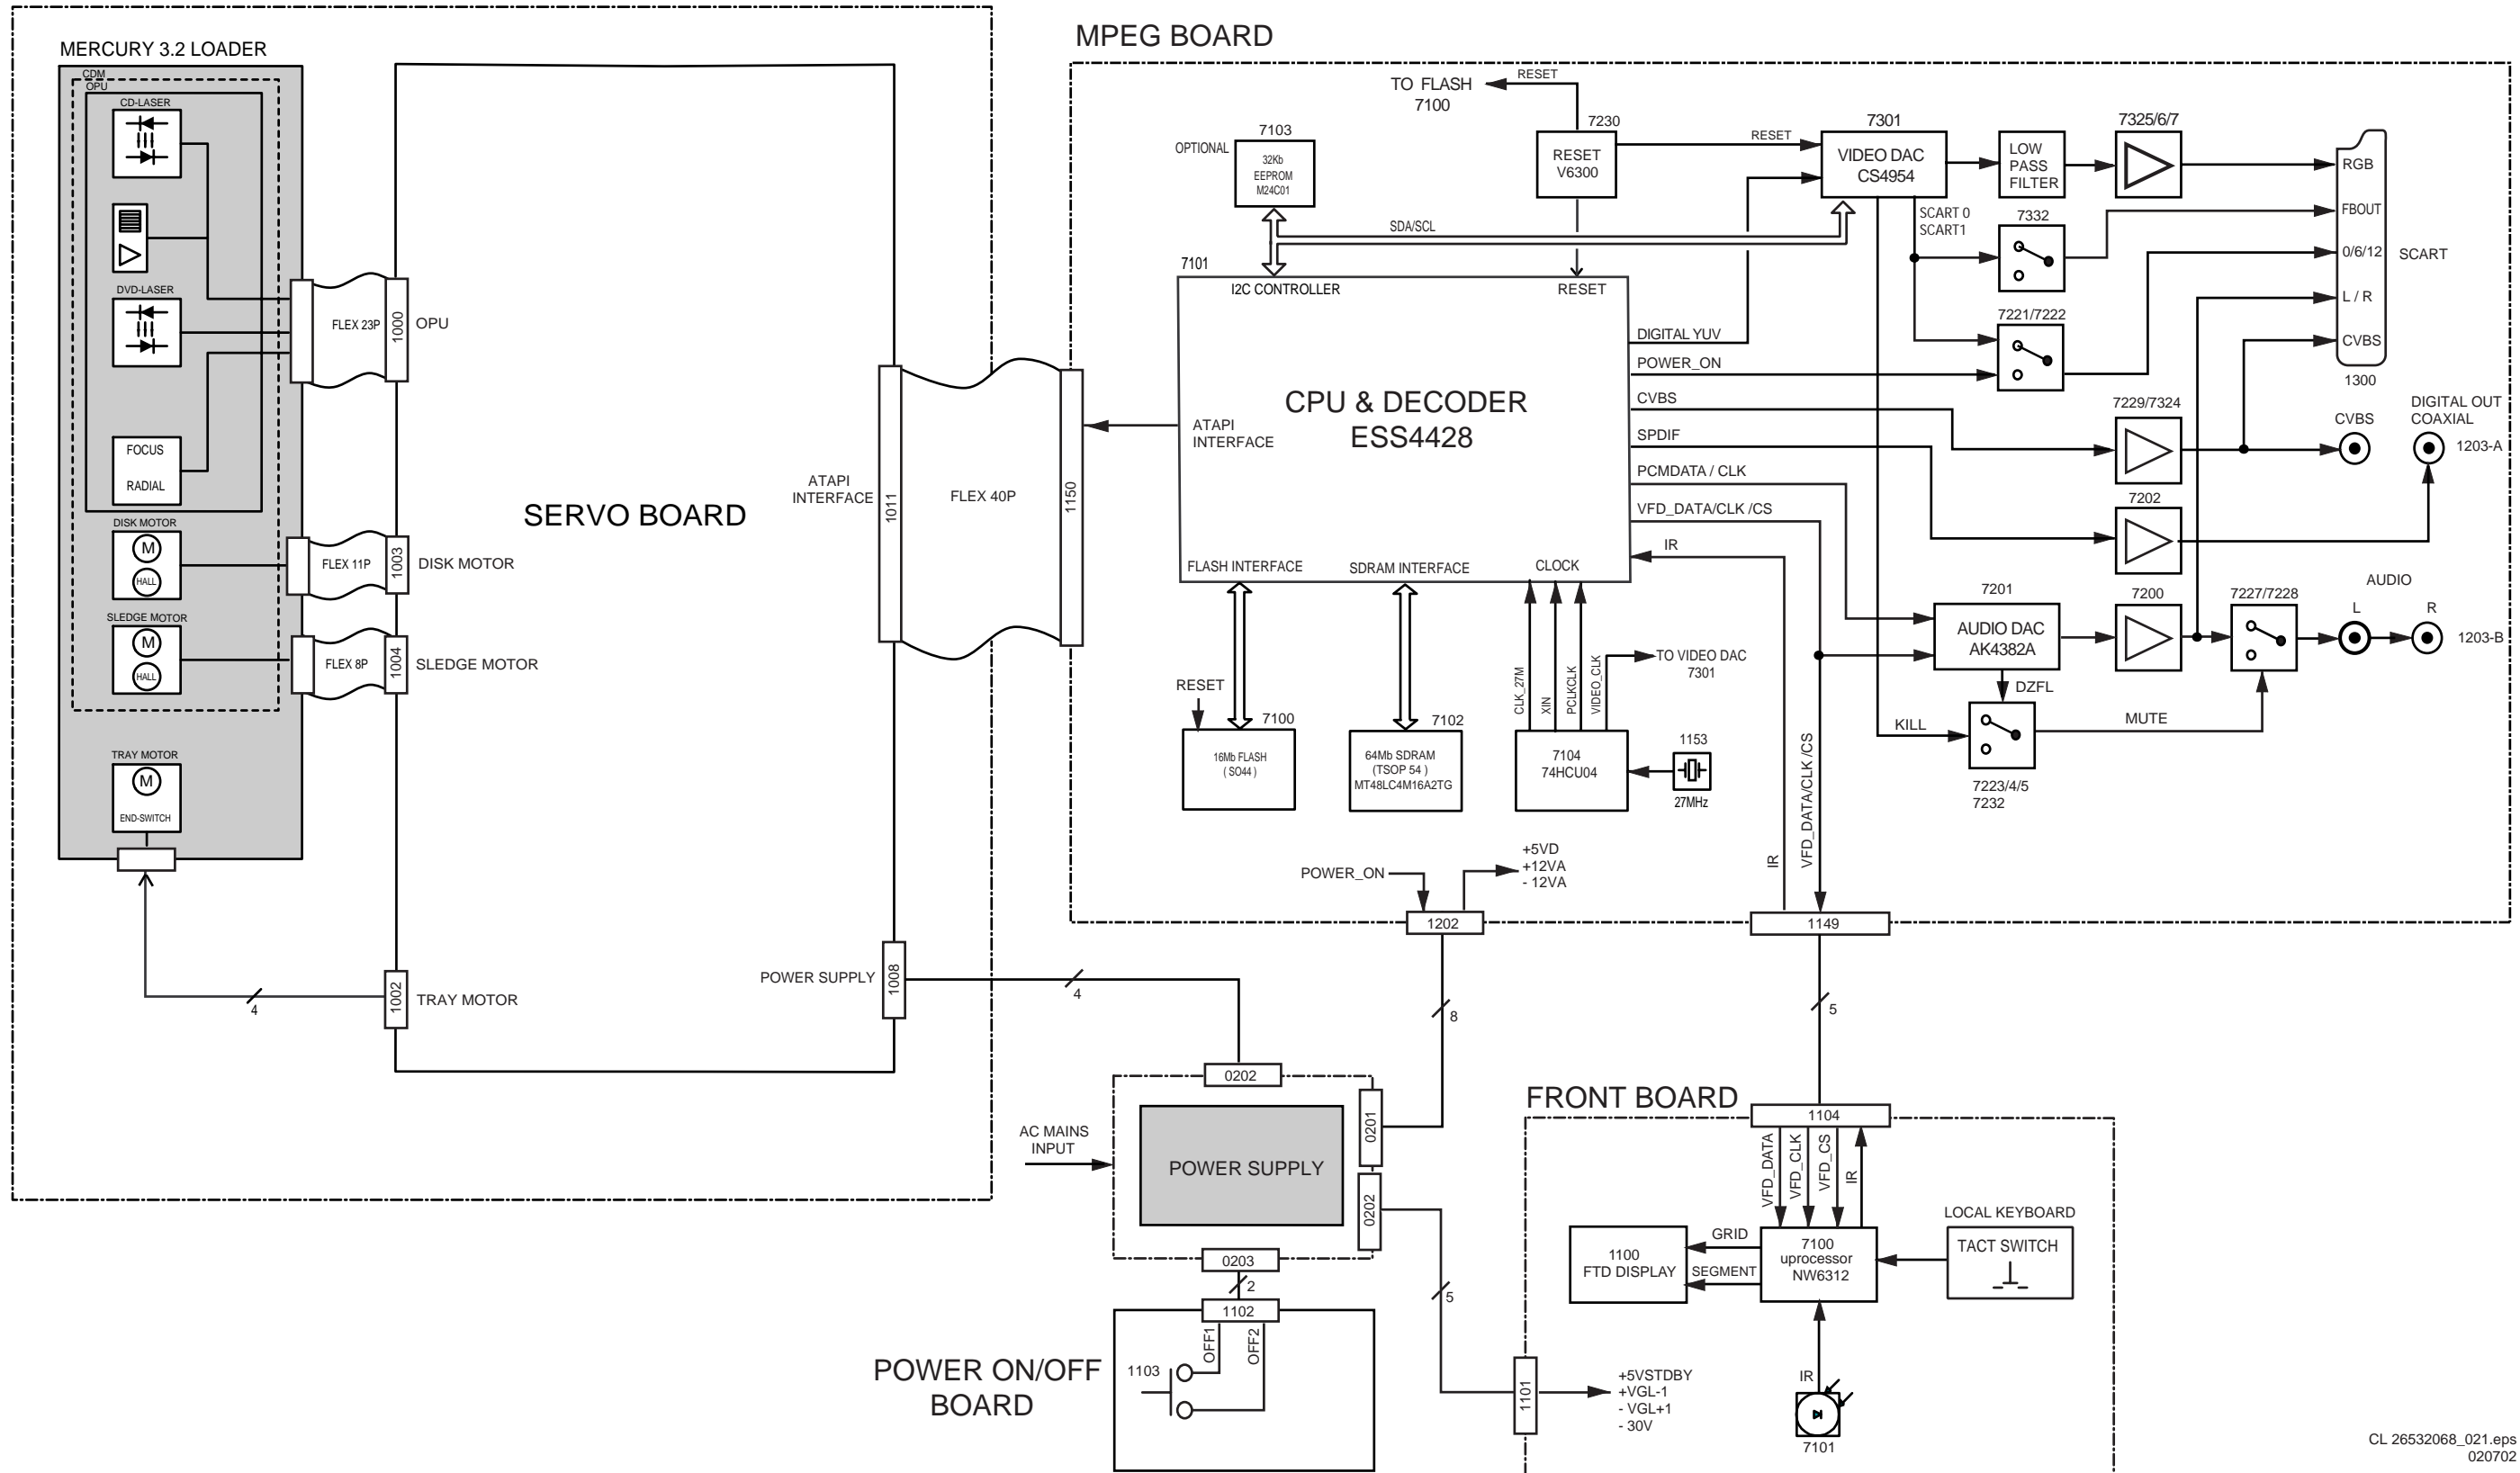 MERCURY 3.2 LOADER
CDM
OPU
CD-LASER
DVD-LASER
FOCUS
RADIAL
DISK MOTOR
M
HALL
SLEDGE MOTOR
M
HALL
TRAY MOTOR
M
END-SWITCH
FLEX 23P
1000
OPU
FLEX 11P
1003
DISK MOTOR
FLEX 8P
1004
SLEDGE MOTOR
SERVO BOARD
ATAPI
INTERFACE
1011
FLEX 40P
1150
4
1002
TRAY MOTOR
POWER SUPPLY
1008
4
MPEG BOARD
TO FLASH
7100
RESET
7103
OPTIONAL
32Kb
EEPROM
M24C01
7230
RESET
V6300
RESET
7301
VIDEO DAC
CS4954
LOW
PASS
FILTER
7325/6/7
RGB
FBOUT
0/6/12
L / R
CVBS
SCART
1300
SDA/SCL
SCART 0
SCART1
7332
7221/7222
7101
I2C CONTROLLER
RESET
CPU & DECODER
ESS4428
ATAPI
INTERFACE
DIGITAL YUV
POWER_ON
CVBS
SPDIF
PCMDATA / CLK
VFD_DATA/CLK /CS
IR
FLASH INTERFACE
SDRAM INTERFACE
CLOCK
7229/7324
CVBS
DIGITAL OUT
COAXIAL
1203-A
7202
7201
AUDIO DAC
AK4382A
7200
7227/7228
AUDIO
L
R
1203-B
DZFL
KILL
MUTE
7223/4/5
7232
RESET
7100
16Mb FLASH
( SO44 )
7102
64Mb SDRAM
(TSOP 54 )
MT48LC4M16A2TG
CLK_27M
XIN
PCLKCLK
VIDEO_CLK
TO VIDEO DAC
7301
7104
74HCU04
1153
27MHz
IR
VFD_DATA/CLK /CS
POWER_ON
+5VD
+12VA
- 12VA
1202
1149
8
5
0202
AC MAINS
INPUT
POWER SUPPLY
0201
0202
0203
2
5
1102
OFF1
OFF2
1103
POWER ON/OFF
BOARD
FRONT BOARD
1104
VFD_DATA
VFD_CLK
VFD_CS
IR
1100
FTD DISPLAY
GRID
SEGMENT
7100
uprocessor
NW6312
LOCAL KEYBOARD
TACT SWITCH
1101
+5VSTDBY
+VGL-1
- VGL+1
- 30V
IR
7101
CL 26532068_021.eps
020702